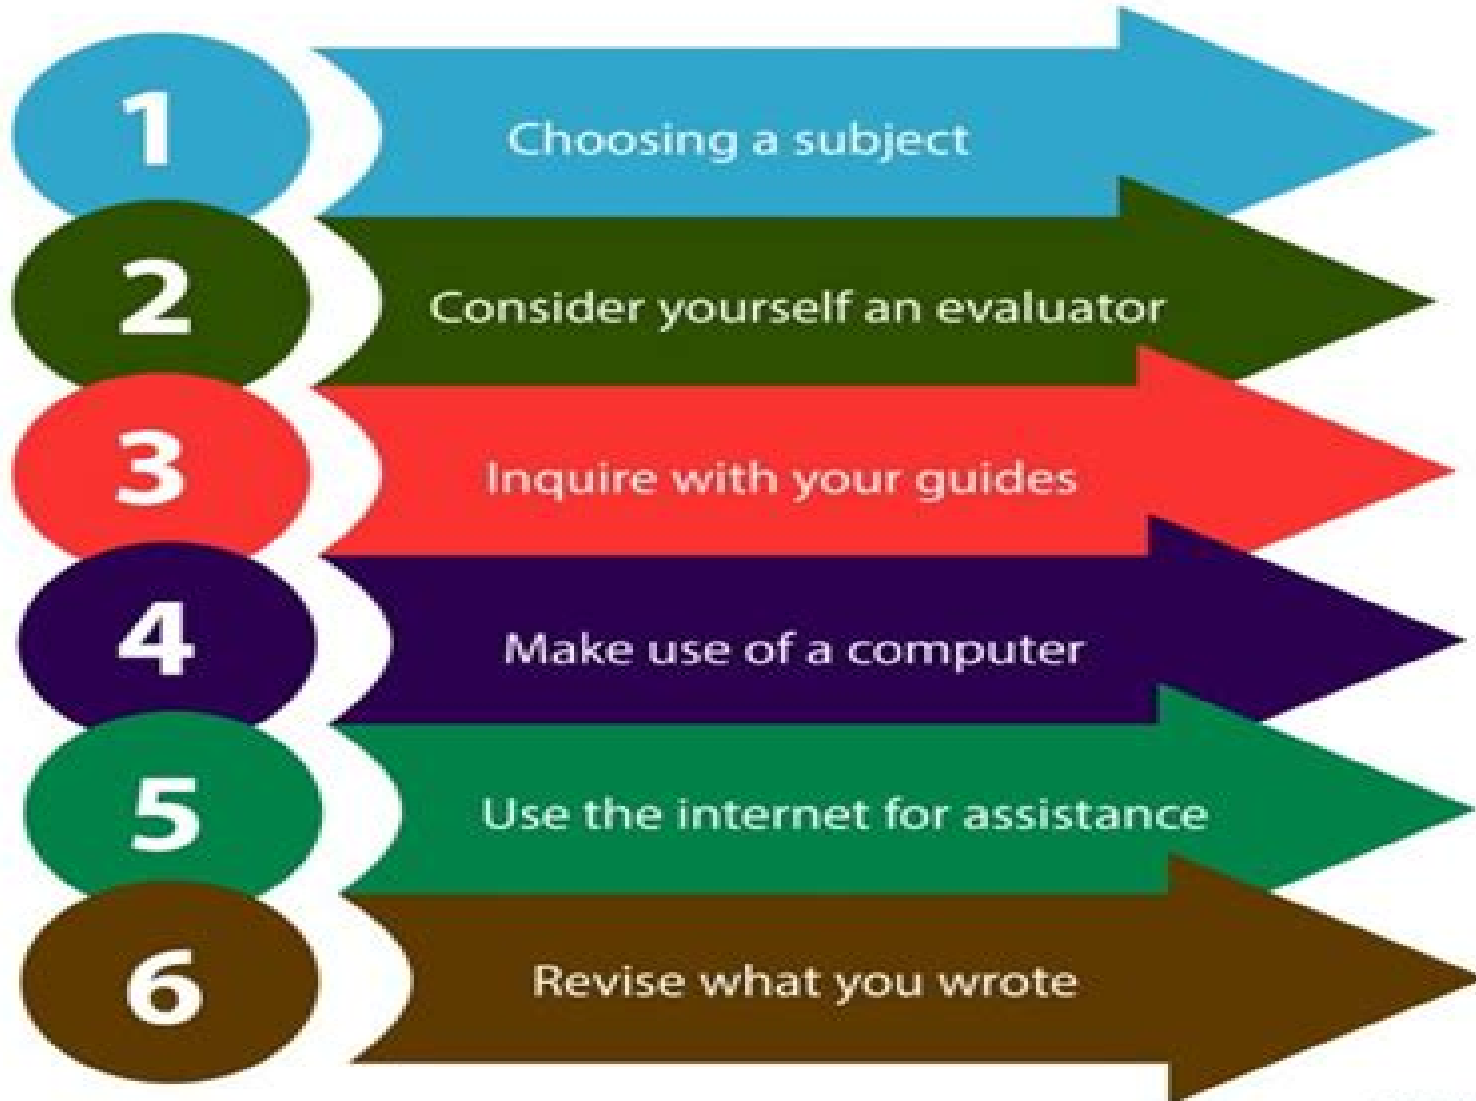 1
Choosing a subject
2
Consider yourself an evaluator
3
Inquire with your guides
4
Make use of a computer
5
Use the internet for assistance
6
Revise what you wrote